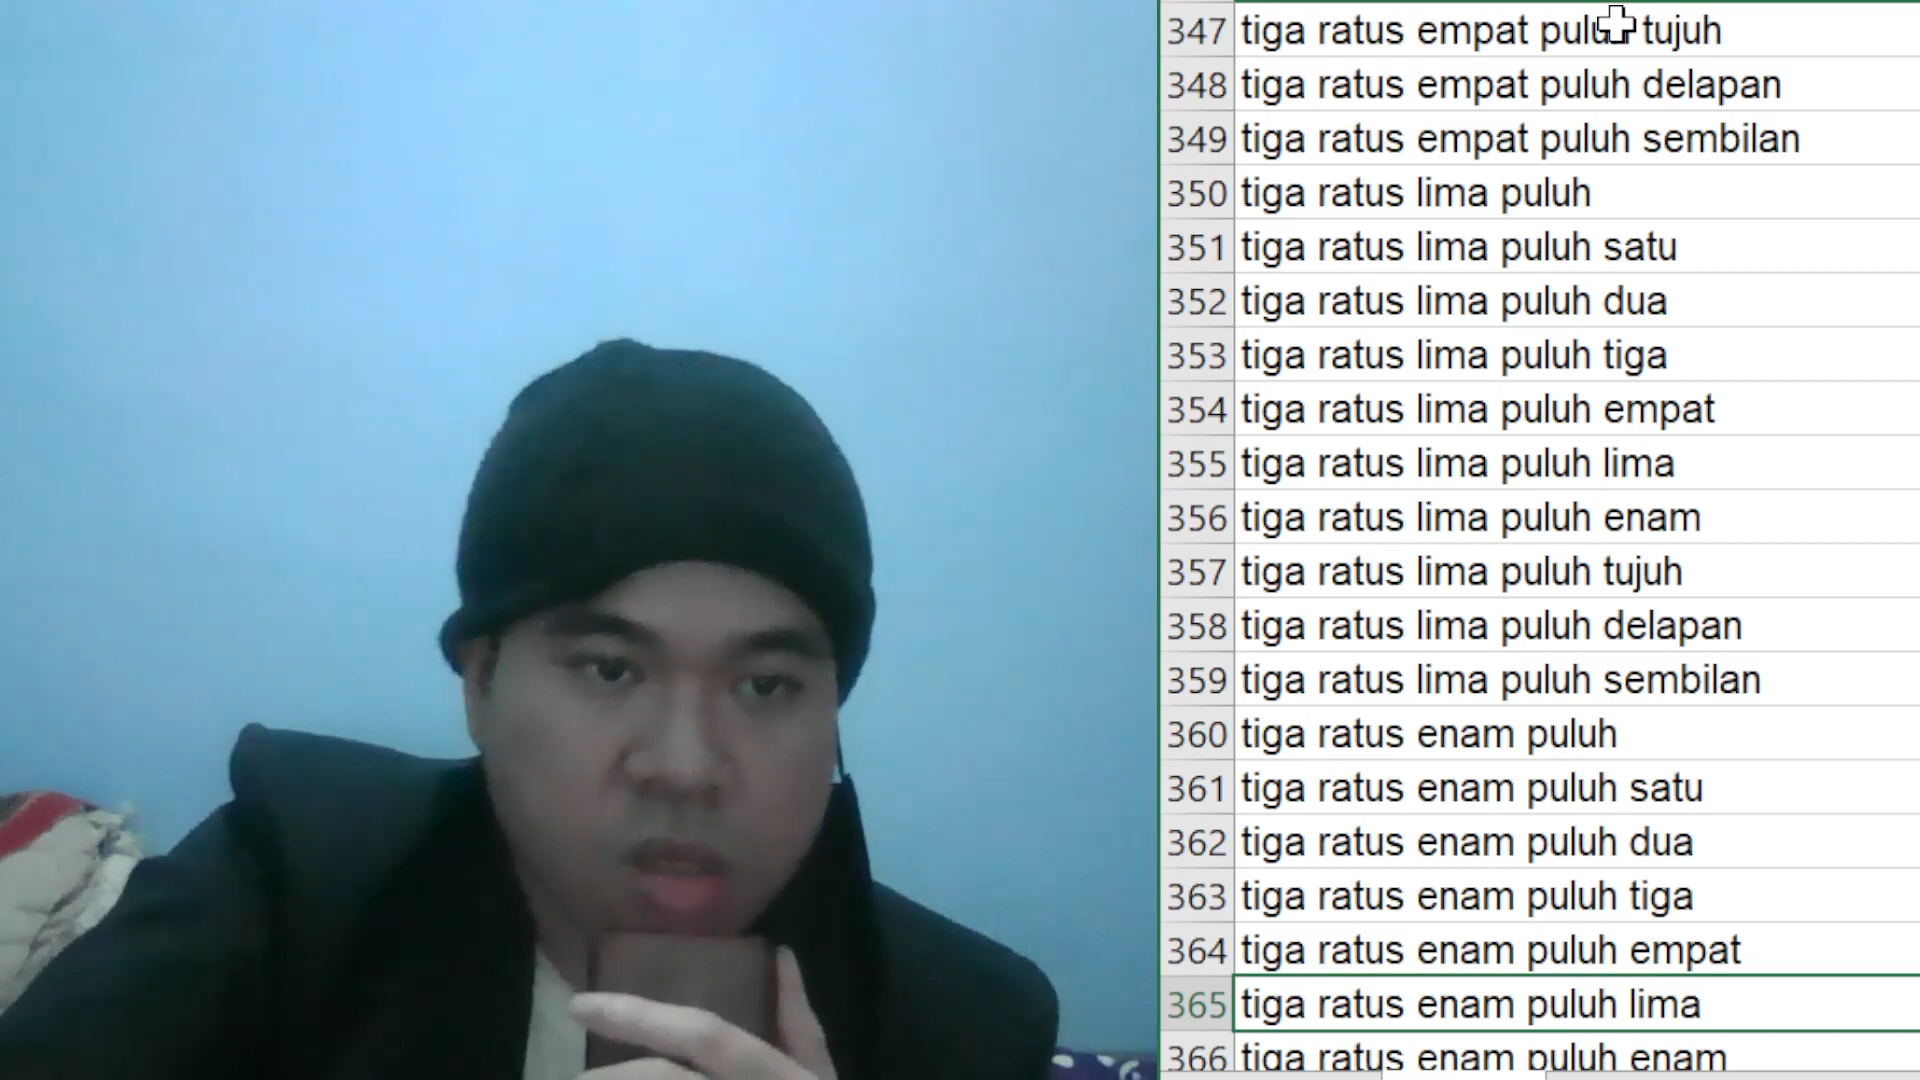 347 tiga ratus empat puluh tujuh
348 tiga ratus empat puluh delapan
349 tiga ratus empat puluh sembilan
350 tiga ratus lima puluh
351 tiga ratus lima puluh satu
352 tiga ratus lima puluh dua
353 tiga ratus lima puluh tiga
354 tiga ratus lima puluh empat
355 tiga ratus lima puluh lima
356 tiga ratus lima puluh enam
357 tiga ratus lima puluh tujuh
358 tiga ratus lima puluh delapan
359 tiga ratus lima puluh sembilan
360 tiga ratus enam puluh
361 tiga ratus enam puluh satu
362 tiga ratus enam puluh dua
363 tiga ratus enam puluh tiga
364 tiga ratus enam puluh empat
365 tiga ratus enam puluh lima
366 tiga ratus enam puluh enam